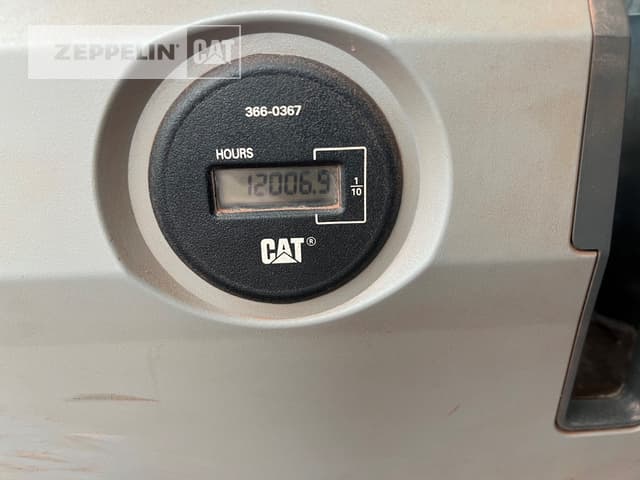 ZEPPELIN® CAT
366-0367
HOURS
12006.9 1/10
CAT®